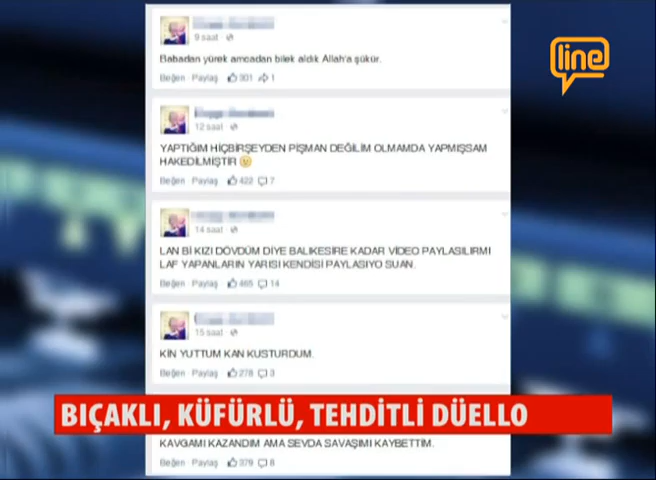 line
9 saat
Babadan yürek amcadan bilek aldık Allah'a şükür.
Beğen · Paylaş 301 1
12 saat
YAPTIĞIM HİÇBİRŞEYDEN PİŞMAN DEĞİLİM OLMAMDA YAPMIŞSAM
HAKEDİLMİŞTİR
Beğen · Paylaş 422 7
14 saat
LAN Bİ KIZI DÖVDÜM DİYE BALIKESİRE KADAR VİDEO PAYLASILIRMI
LAF YAPANLARIN YARISI KENDİSİ PAYLASIYO SUAN.
Beğen · Paylaş 465 14
15 saat
KİN YUTTUM KAN KUSTURDUM.
Beğen · Paylaş 278 3
BIÇAKLI, KÜFÜRLÜ, TEHDİTLİ DÜELLO
KAVGAMI KAZANDIM AMA SEVDA SAVAŞIMI KAYBETTİM.
Beğen · Paylaş 379 8